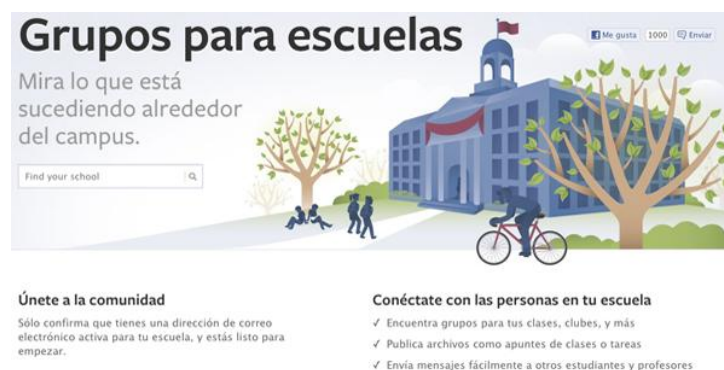 Grupos para escuelas
Me gusta 1000 Enviar
Mira lo que está
sucediendo alrededor
del campus.
Find your school
Únete a la comunidad
Sólo confirma que tienes una dirección de correo
electrónico activa para tu escuela, y estás listo para
empezar.
Conéctate con las personas en tu escuela
✓ Encuentra grupos para tus clases, clubes, y más
✓ Publica archivos como apuntes de clases o tareas
✓ Envía mensajes fácilmente a otros estudiantes y profesores